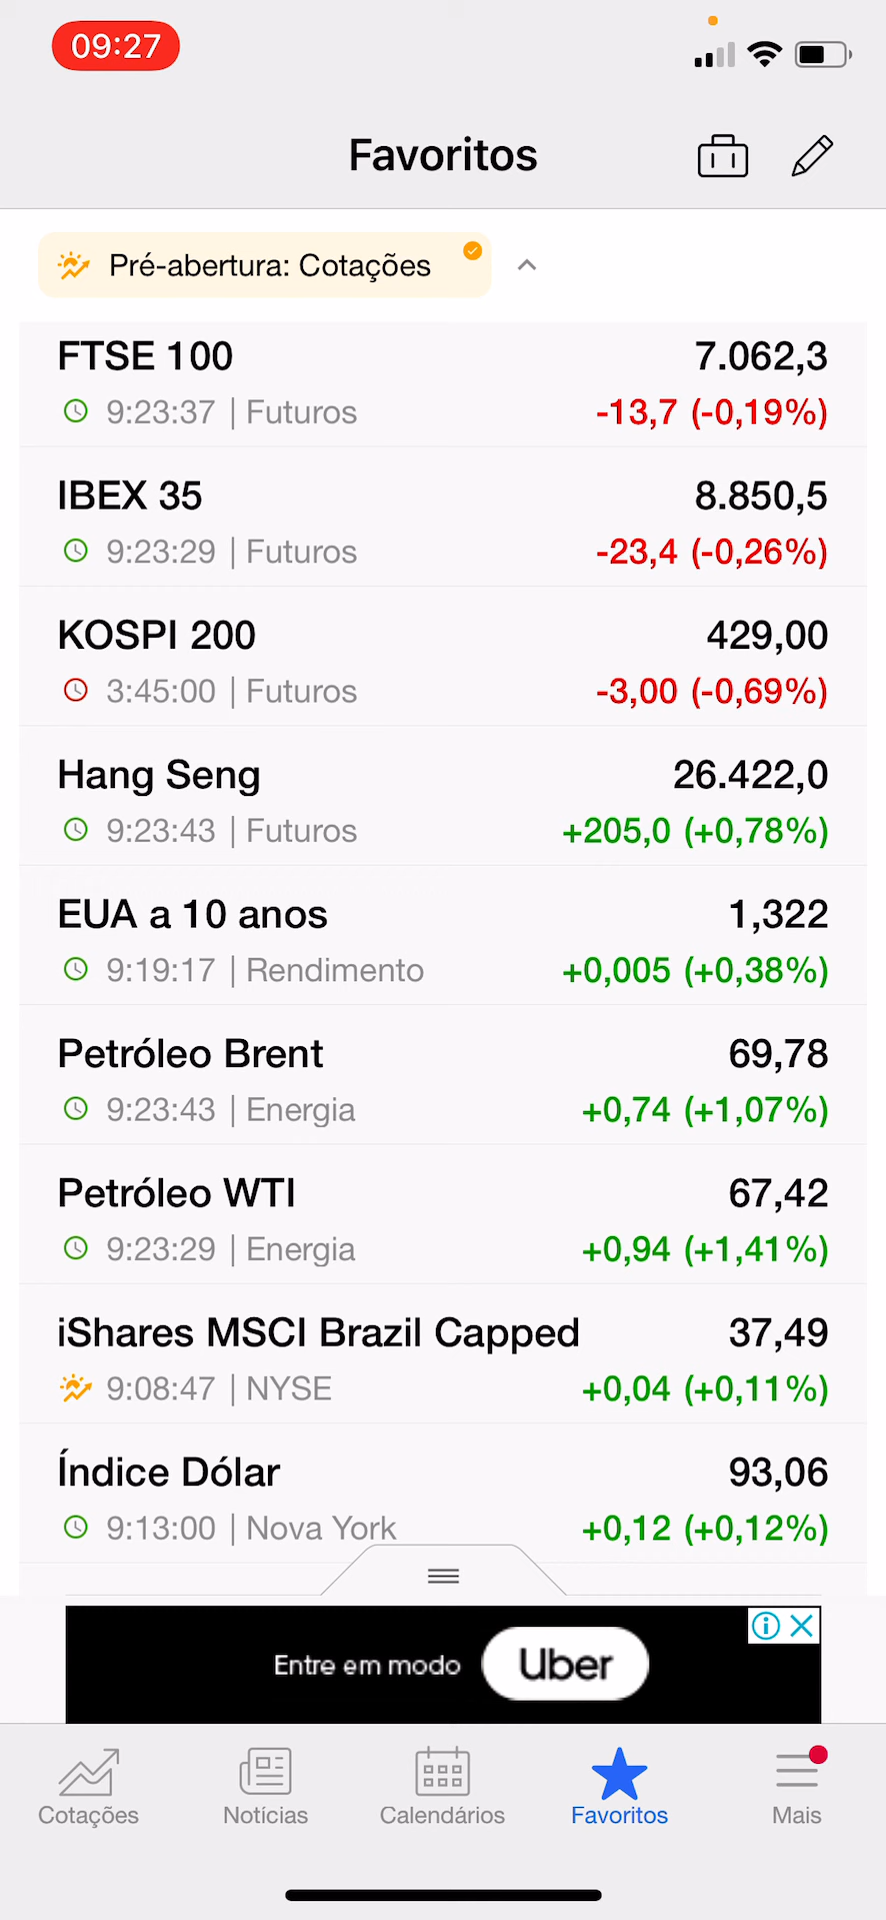 09:27
Favoritos
Pré-abertura: Cotações
FTSE 100 7.062,3
9:23:37 | Futuros -13,7 (-0,19%)
IBEX 35 8.850,5
9:23:29 | Futuros -23,4 (-0,26%)
KOSPI 200 429,00
3:45:00 | Futuros -3,00 (-0,69%)
Hang Seng 26.422,0
9:23:43 | Futuros +205,0 (+0,78%)
EUA a 10 anos 1,322
9:19:17 | Rendimento +0,005 (+0,38%)
Petróleo Brent 69,78
9:23:43 | Energia +0,74 (+1,07%)
Petróleo WTI 67,42
9:23:29 | Energia +0,94 (+1,41%)
iShares MSCI Brazil Capped 37,49
9:08:47 | NYSE +0,04 (+0,11%)
Índice Dólar 93,06
9:13:00 | Nova York +0,12 (+0,12%)
Entre em modo Uber
Cotações Notícias Calendários Favoritos Mais